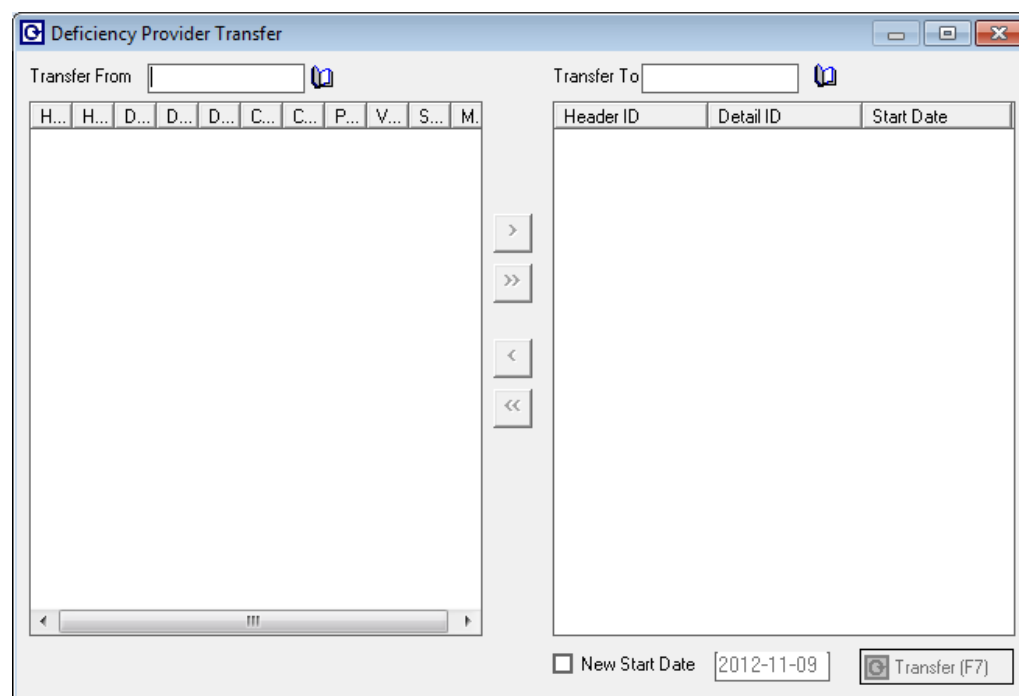 Deficiency Provider Transfer
Transfer From
Transfer To
H... H... D... D... D... C... C... P... V... S... M.
Header ID Detail ID Start Date
>
>>
<
<<
New Start Date 2012-11-09 Transfer (F7)